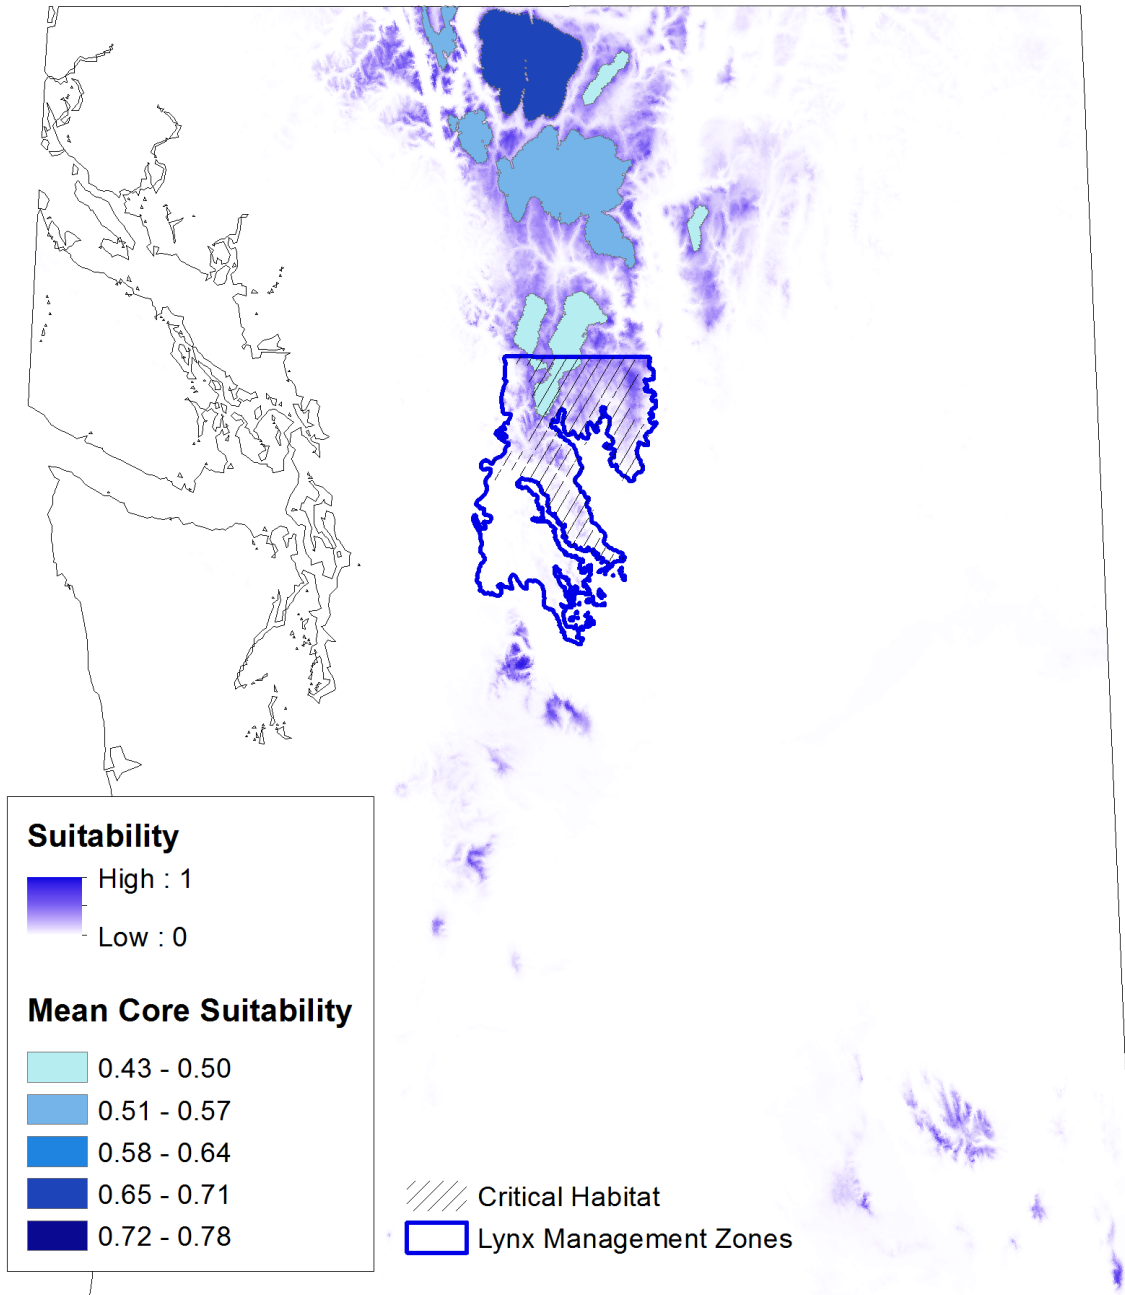 Suitability
High : 1
Low : 0
Mean Core Suitability
0.43 - 0.50
0.51 - 0.57
0.58 - 0.64
0.65 - 0.71
0.72 - 0.78
Critical Habitat
Lynx Management Zones